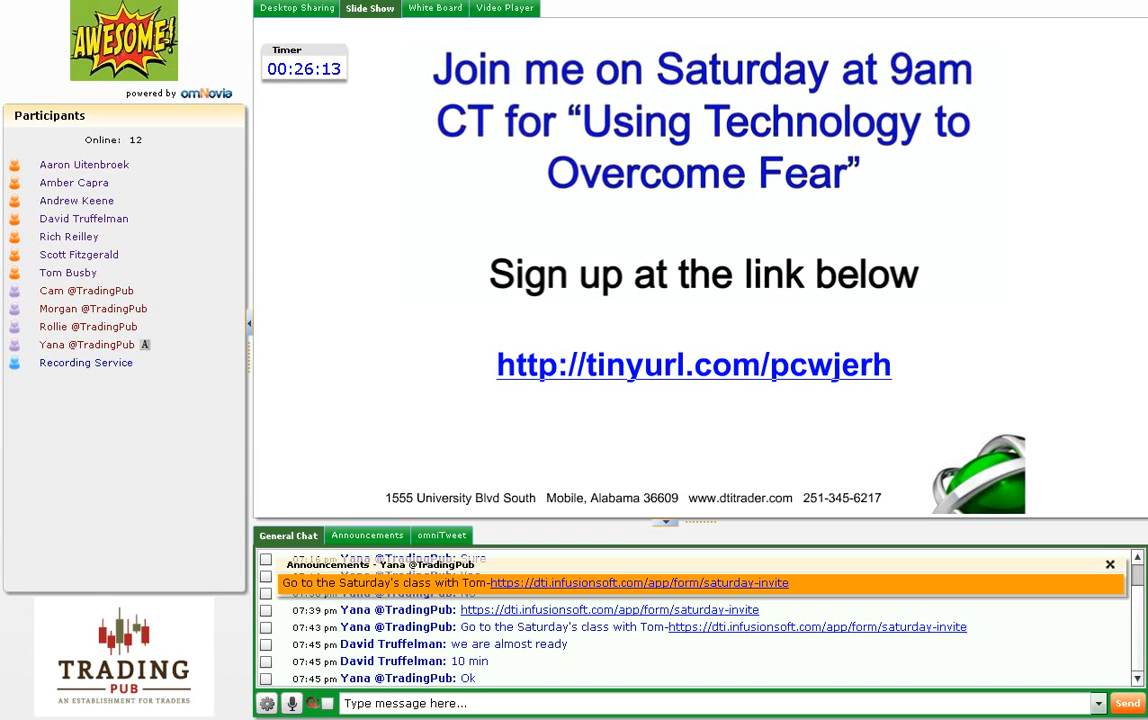 Desktop Sharing Slide Show White Board Video Player
AWESOME!
powered by omNovia
Participants
Online: 12
Aaron Uitenbroek
Amber Capra
Andrew Keene
David Truffelman
Rich Reilley
Scott Fitzgerald
Tom Busby
Cam @TradingPub
Morgan @TradingPub
Rollie @TradingPub
Yana @TradingPub A
Recording Service
TRADING
PUB
AN ESTABLISHMENT FOR TRADERS
Timer
00:26:13
Join me on Saturday at 9am
CT for “Using Technology to
Overcome Fear”
Sign up at the link below
http://tinyurl.com/pcwjerh
1555 University Blvd South Mobile, Alabama 36609 www.dtitrader.com 251-345-6217
General Chat Announcements omniTweet
07:16 pm Yana @TradingPub: Sure
Announcements - Yana @TradingPub
Go to the Saturday's class with Tom-https://dti.infusionsoft.com/app/form/saturday-invite
07:39 pm Yana @TradingPub: https://dti.infusionsoft.com/app/form/saturday-invite
07:43 pm Yana @TradingPub: Go to the Saturday's class with Tom-https://dti.infusionsoft.com/app/form/saturday-invite
07:45 pm David Truffelman: we are almost ready
07:45 pm David Truffelman: 10 min
07:45 pm Yana @TradingPub: Ok
Type message here...
Send